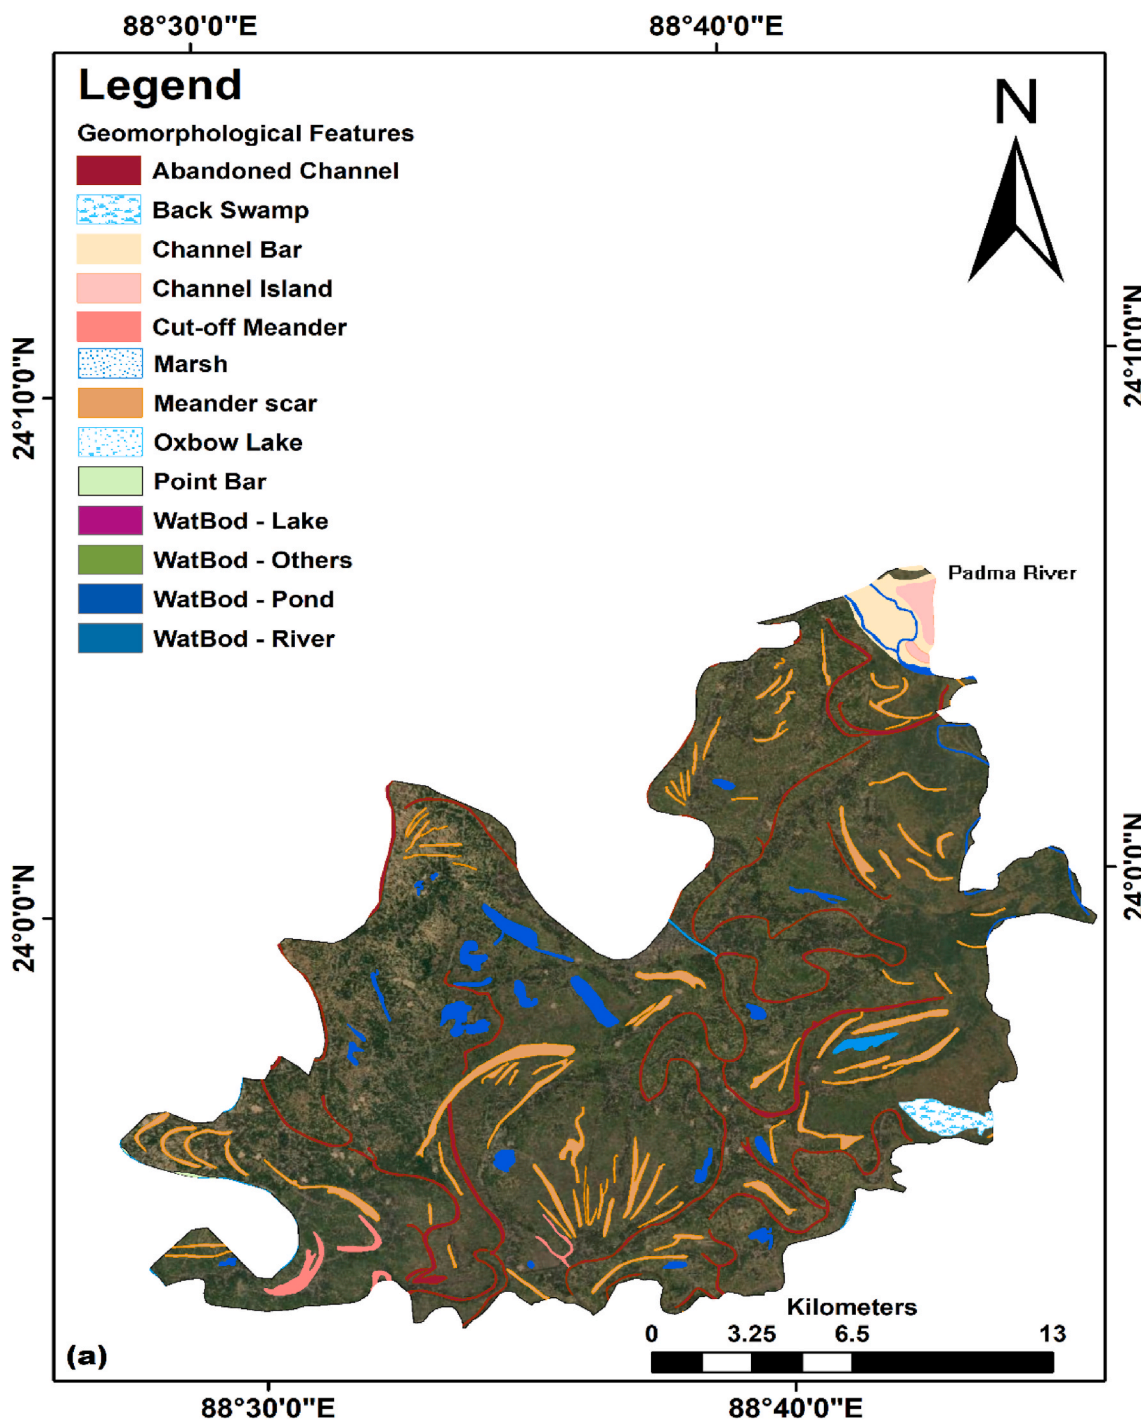 88°30'0"E 88°40'0"E
Legend
N
Geomorphological Features
Abandoned Channel
Back Swamp
Channel Bar
Channel Island
Cut-off Meander
Marsh
Meander scar
Oxbow Lake
Point Bar
WatBod - Lake
WatBod - Others
WatBod - Pond
WatBod - River
24°10'0"N
24°10'0"N
Padma River
24°0'0"N
24°0'0"N
Kilometers
0 3.25 6.5 13
(a)
88°30'0"E 88°40'0"E